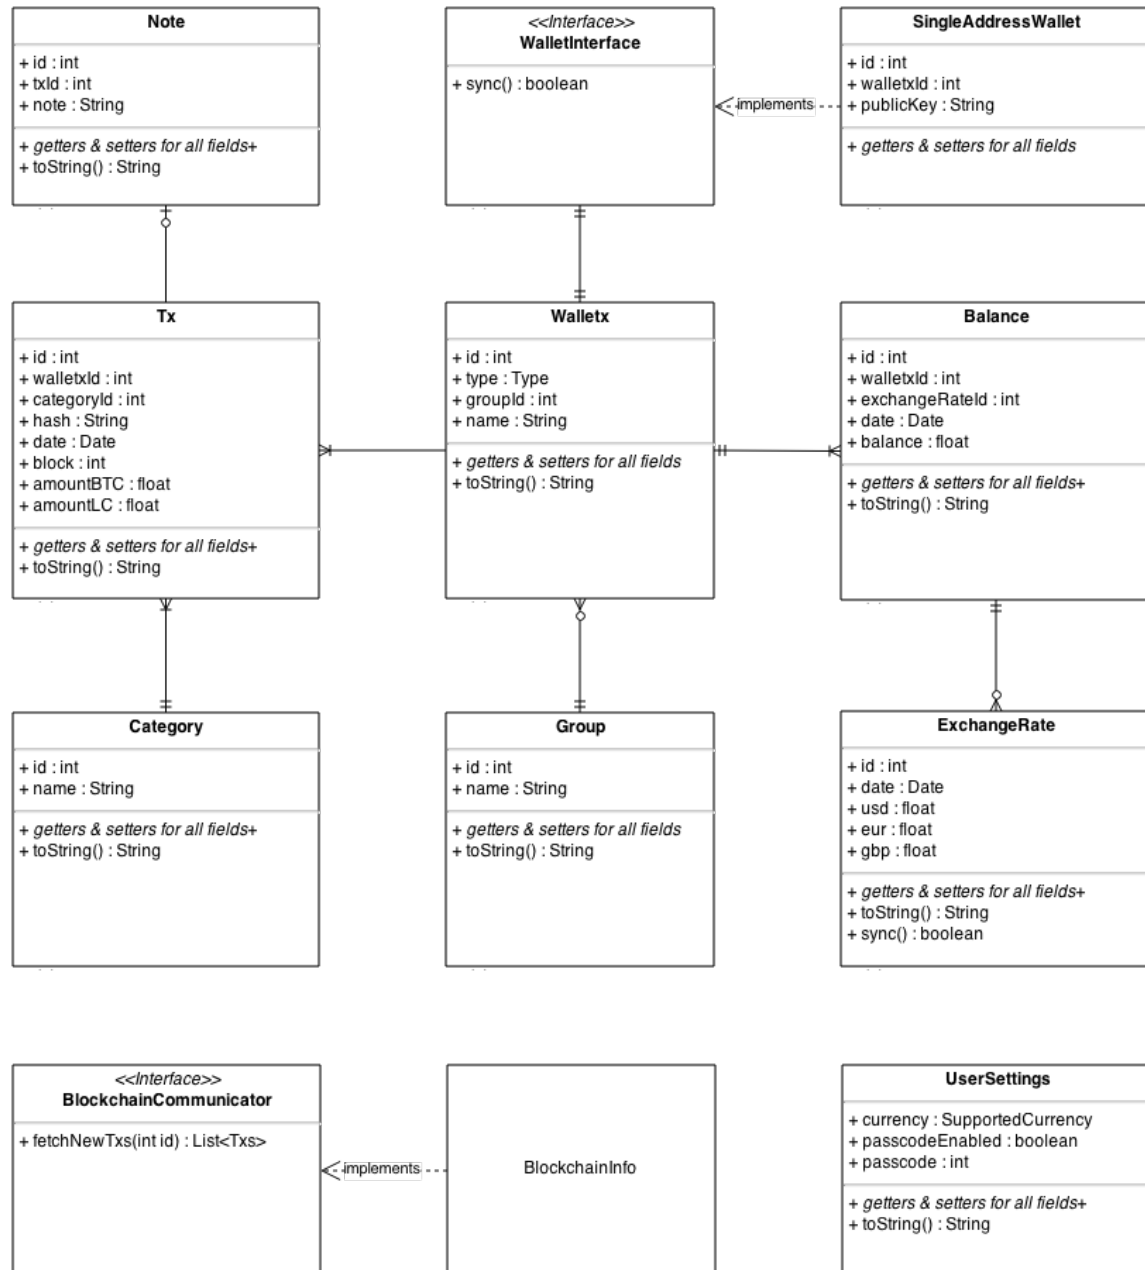 Note
+ id : int
+ txId : int
+ note : String
+ getters & setters for all fields+
+ toString() : String
<<Interface>>
WalletInterface
+ sync() : boolean
implements
SingleAddressWallet
+ id : int
+ walletxId : int
+ publicKey : String
+ getters & setters for all fields
Tx
+ id : int
+ walletxId : int
+ categoryId : int
+ hash : String
+ date : Date
+ block : int
+ amountBTC : float
+ amountLC : float
+ getters & setters for all fields+
+ toString() : String
Walletx
+ id : int
+ type : Type
+ groupId : int
+ name : String
+ getters & setters for all fields
+ toString() : String
Balance
+ id : int
+ walletxId : int
+ exchangeRateId : int
+ date : Date
+ balance : float
+ getters & setters for all fields+
+ toString() : String
Category
+ id : int
+ name : String
+ getters & setters for all fields+
+ toString() : String
Group
+ id : int
+ name : String
+ getters & setters for all fields
+ toString() : String
ExchangeRate
+ id : int
+ date : Date
+ usd : float
+ eur : float
+ gbp : float
+ getters & setters for all fields+
+ toString() : String
+ sync() : boolean
<<Interface>>
BlockchainCommunicator
+ fetchNewTxs(int id) : List<Txs>
implements
BlockchainInfo
UserSettings
+ currency : SupportedCurrency
+ passcodeEnabled : boolean
+ passcode : int
+ getters & setters for all fields+
+ toString() : String